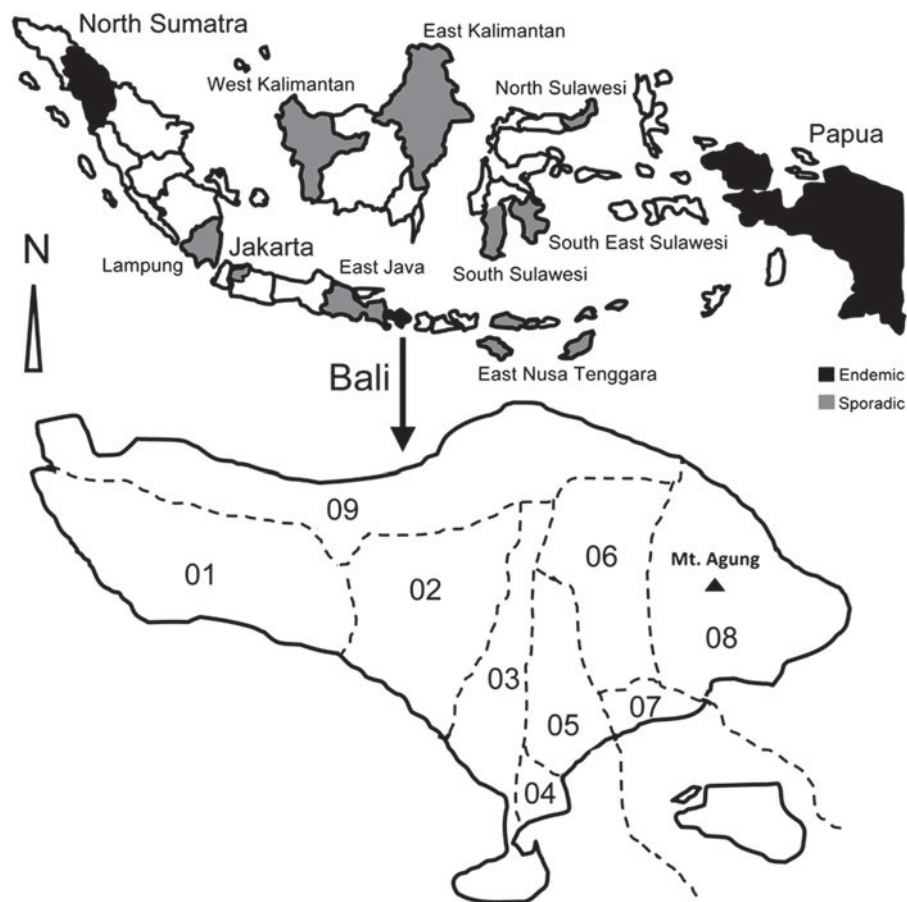 North Sumatra
East Kalimantan
West Kalimantan
North Sulawesi
Papua
N
Lampung
Jakarta
East Java
South East Sulawesi
South Sulawesi
Bali
East Nusa Tenggara
Endemic
Sporadic
09
01
02
06
Mt. Agung
03
08
05
07
04